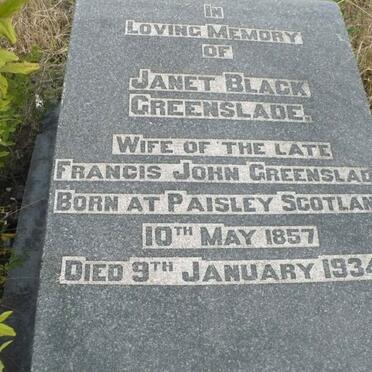 IN
LOVING MEMORY
OF
JANET BLACK
GREENSLADE.
WIFE OF THE LATE
FRANCIS JOHN GREENSLAD
BORN AT PAISLEY SCOTLAN
10TH MAY 1857
DIED 9TH JANUARY 1934